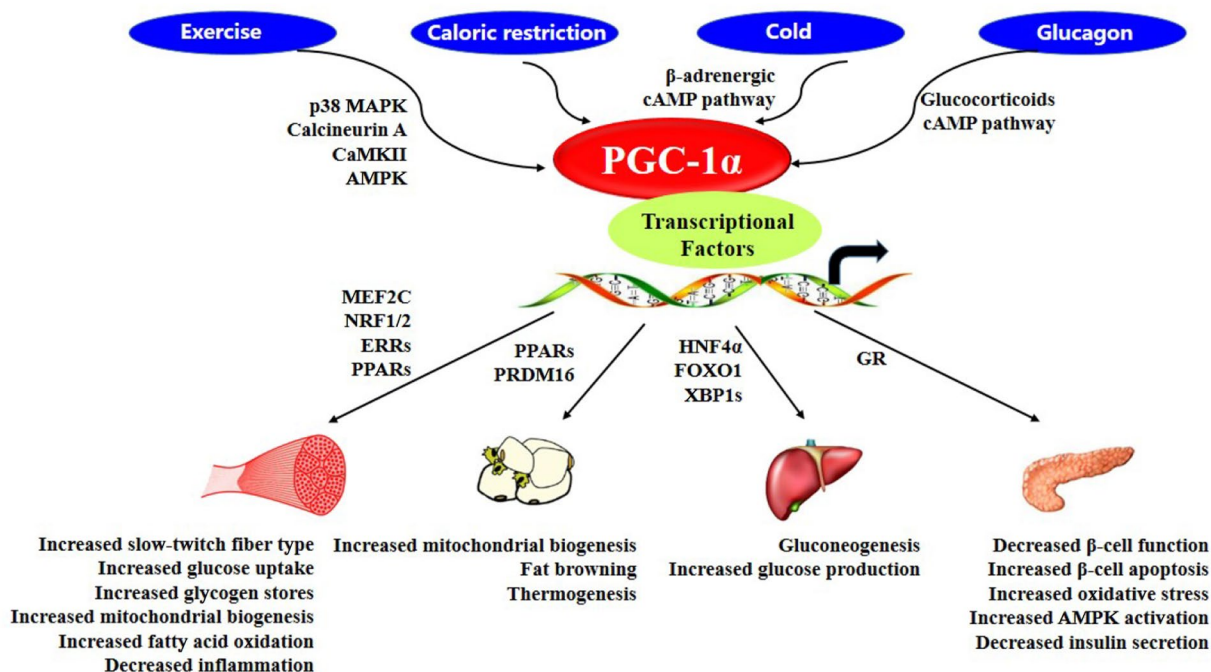 Exercise
Caloric restriction
Cold
Glucagon
p38 MAPK
Calcineurin A
CaMKII
AMPK
β-adrenergic
cAMP pathway
Glucocorticoids
cAMP pathway
PGC-1α
Transcriptional
Factors
MEF2C
NRF1/2
ERRs
PPARs
PPARs
PRDM16
HNF4α
FOXO1
XBP1s
GR
Increased slow-twitch fiber type
Increased glucose uptake
Increased glycogen stores
Increased mitochondrial biogenesis
Increased fatty acid oxidation
Decreased inflammation
Increased mitochondrial biogenesis
Fat browning
Thermogenesis
Gluconeogenesis
Increased glucose production
Decreased β-cell function
Increased β-cell apoptosis
Increased oxidative stress
Increased AMPK activation
Decreased insulin secretion